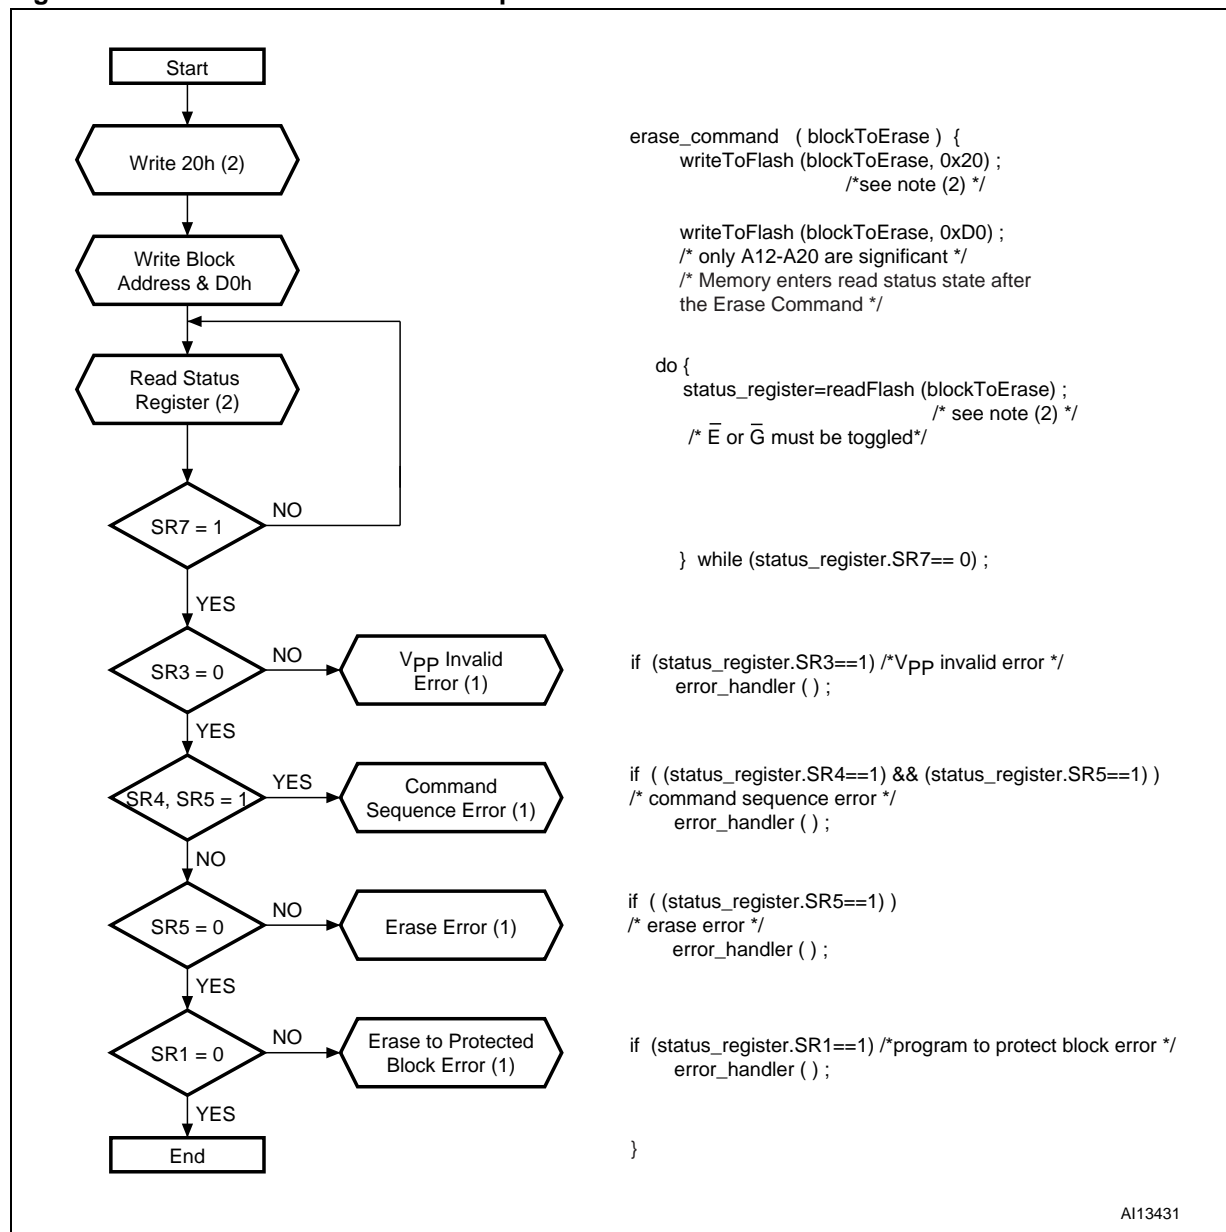 Start
Write 20h (2)
Write Block
Address & D0h
Read Status
Register (2)
NO
SR7 = 1
YES
NO
SR3 = 0
VPP Invalid
Error (1)
YES
YES
SR4, SR5 = 1
Command
Sequence Error (1)
NO
NO
SR5 = 0
Erase Error (1)
YES
NO
SR1 = 0
Erase to Protected
Block Error (1)
YES
End
erase_command ( blockToErase ) {
writeToFlash (blockToErase, 0x20) ;
/*see note (2) */
writeToFlash (blockToErase, 0xD0) ;
/* only A12-A20 are significant */
/* Memory enters read status state after
the Erase Command */
do {
status_register=readFlash (blockToErase) ;
/* see note (2) */
/* E̅ or G̅ must be toggled*/
} while (status_register.SR7== 0) ;
if (status_register.SR3==1) /*VPP invalid error */
error_handler ( ) ;
if ( (status_register.SR4==1) && (status_register.SR5==1) )
/* command sequence error */
error_handler ( ) ;
if ( (status_register.SR5==1) )
/* erase error */
error_handler ( ) ;
if (status_register.SR1==1) /*program to protect block error */
error_handler ( ) ;
}
AI13431